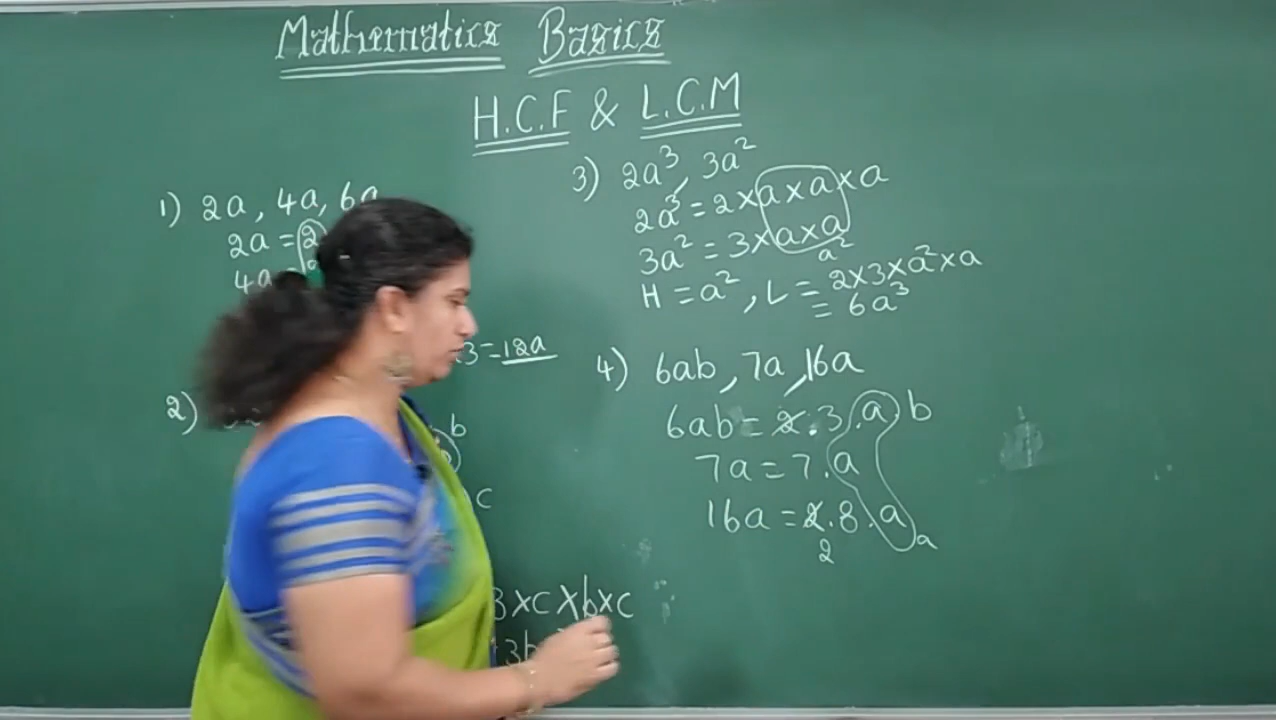 Mathematics Basics
H.C.F & L.C.M
1) 2a, 4a, 6a
2a = 2
4a
3 = 12a
2)
b
c
3×c×b×c
3b
3) 2a³, 3a²
2a³ = 2×a×a×a
3a² = 3×a×a
a²
H = a², L = 2×3×a²×a
= 6a³
4) 6ab, 7a, 16a
6ab = 2.3.a b
7a = 7.a
16a = 2.8.a
2
a